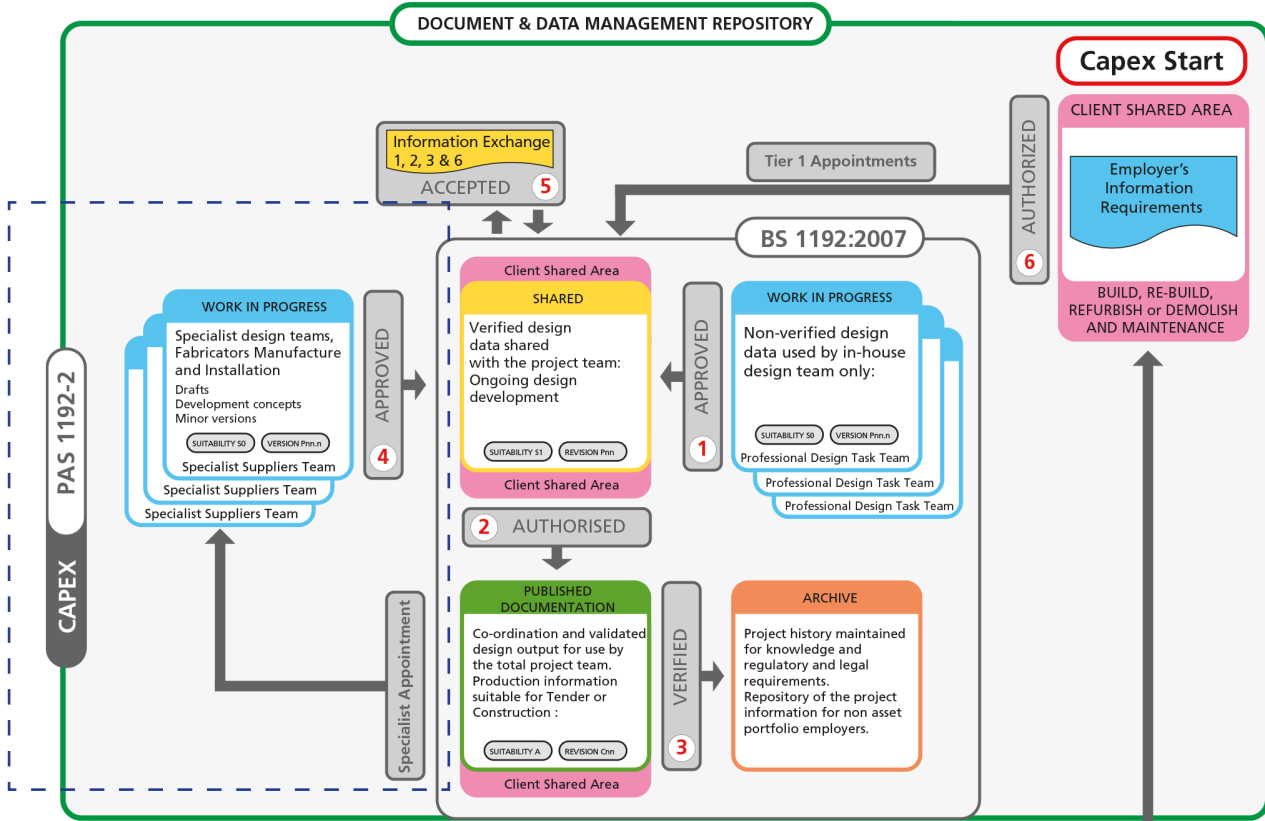 DOCUMENT & DATA MANAGEMENT REPOSITORY
Capex Start
CLIENT SHARED AREA
Employer's
Information
Requirements
BUILD, RE-BUILD,
REFURBISH or DEMOLISH
AND MAINTENANCE
AUTHORIZED
6
Tier 1 Appointments
Information Exchange
1, 2, 3 & 6
ACCEPTED
5
BS 1192:2007
PAS 1192-2
CAPEX
WORK IN PROGRESS
Specialist design teams,
Fabricators Manufacture
and Installation
Drafts
Development concepts
Minor versions
SUITABILITY S0
VERSION Pnn.n
Specialist Suppliers Team
Specialist Suppliers Team
Specialist Suppliers Team
APPROVED
4
Client Shared Area
SHARED
Verified design
data shared
with the project team:
Ongoing design
development
SUITABILITY S1
REVISION Pnn
Client Shared Area
APPROVED
1
WORK IN PROGRESS
Non-verified design
data used by in-house
design team only:
SUITABILITY S0
VERSION Pnn.n
Professional Design Task Team
Professional Design Task Team
Professional Design Task Team
2
AUTHORISED
Specialist Appointment
PUBLISHED
DOCUMENTATION
Co-ordination and validated
design output for use by
the total project team.
Production information
suitable for Tender or
Construction :
SUITABILITY A
REVISION Cnn
Client Shared Area
VERIFIED
3
ARCHIVE
Project history maintained
for knowledge and
regulatory and legal
requirements.
Repository of the project
information for non asset
portfolio employers.